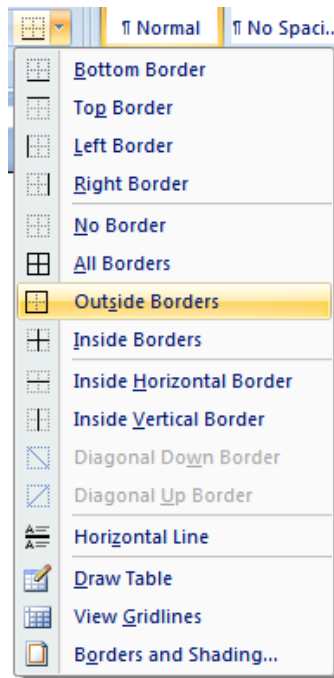 ¶ Normal ¶ No Spaci...
Bottom Border
Top Border
Left Border
Right Border
No Border
All Borders
Outside Borders
Inside Borders
Inside Horizontal Border
Inside Vertical Border
Diagonal Down Border
Diagonal Up Border
Horizontal Line
Draw Table
View Gridlines
Borders and Shading...